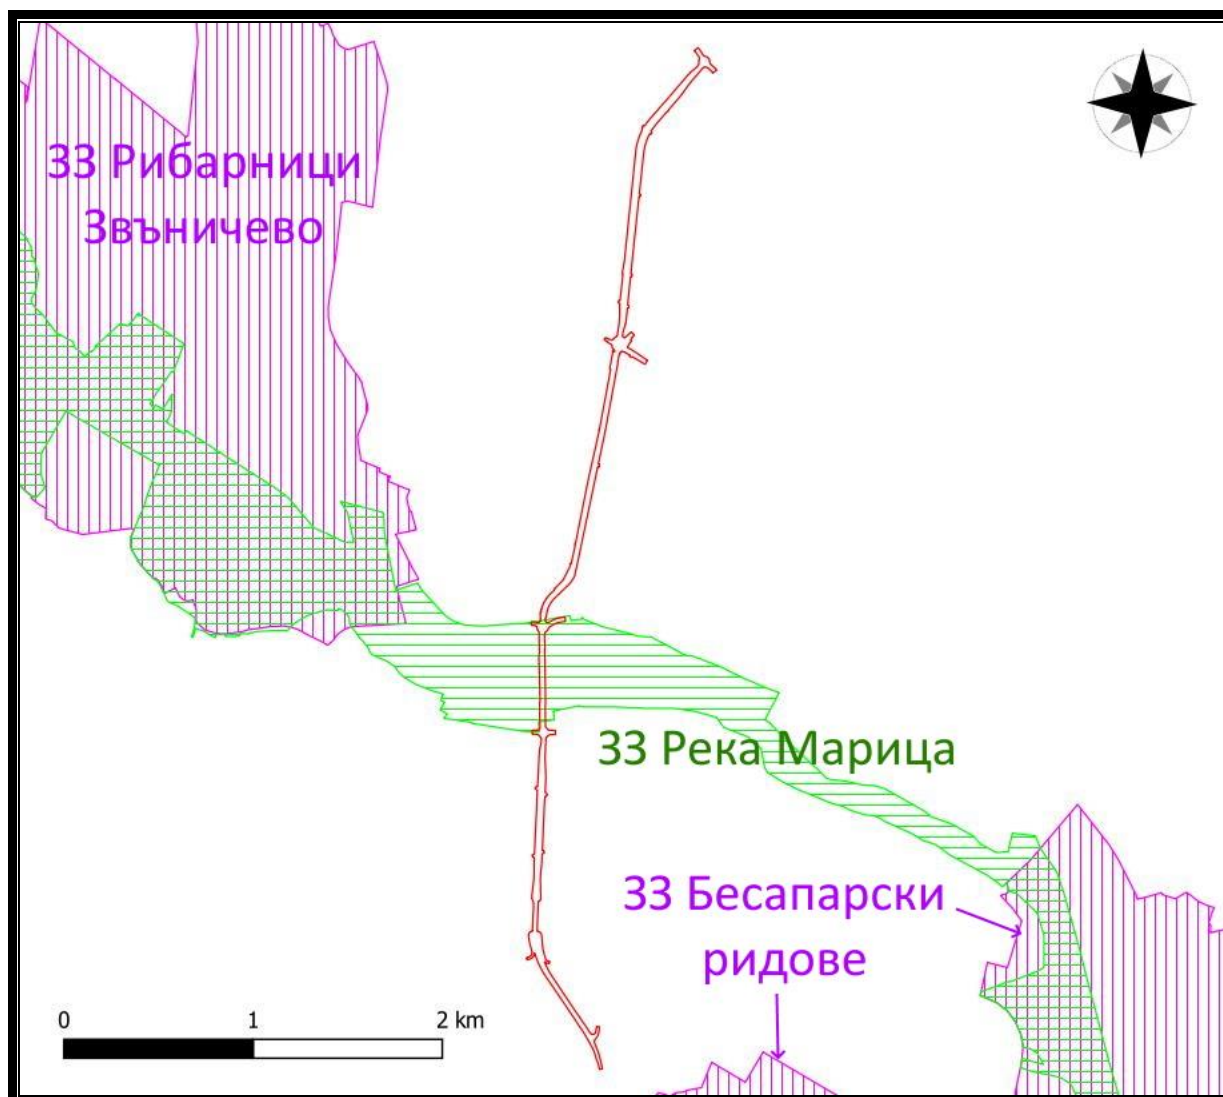 ЗЗ Рибарници
Звъничево
ЗЗ Река Марица
ЗЗ Бесапарски
ридове
0 1 2 km